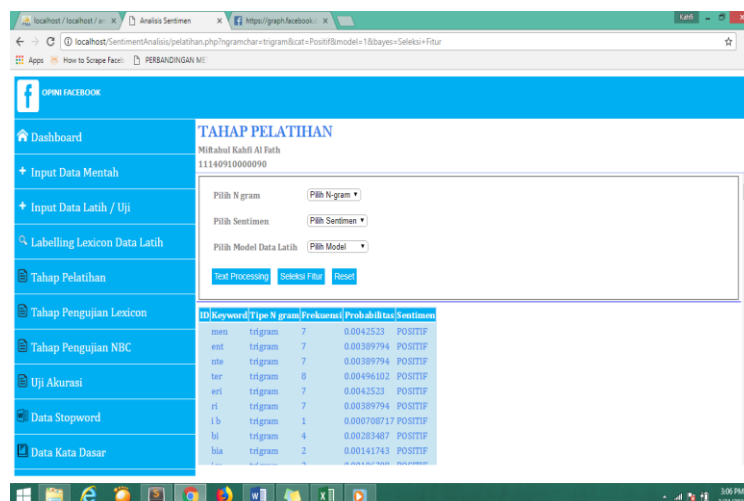 localhost / localhost / an
Analisis Sentimen
https://graph.facebook.c
Kahfi
localhost/SentimentAnalisis/pelatihan.php?ngramchar=trigram&cat=Positif&model=1&bayes=Seleksi+Fitur
Apps
How to Scrape Faceb
PERBANDINGAN ME
OPINI FACEBOOK
Dashboard
Input Data Mentah
Input Data Latih / Uji
Labelling Lexicon Data Latih
Tahap Pelatihan
Tahap Pengujian Lexicon
Tahap Pengujian NBC
Uji Akurasi
Data Stopword
Data Kata Dasar
TAHAP PELATIHAN
Miftahul Kahfi Al Fath
11140910000090
Pilih N gram Pilih N-gram
Pilih Sentimen Pilih Sentimen
Pilih Model Data Latih Pilih Model
Text Processing Seleksi Fitur Reset
ID Keyword Tipe N gram Frekuensi Probabilitas Sentimen
men trigram 7 0.0042523 POSITIF
ent trigram 7 0.00389794 POSITIF
nte trigram 7 0.00389794 POSITIF
ter trigram 8 0.00496102 POSITIF
eri trigram 7 0.0042523 POSITIF
ri trigram 7 0.00389794 POSITIF
i b trigram 1 0.000708717 POSITIF
bi trigram 4 0.00283487 POSITIF
bia trigram 2 0.00141743 POSITIF
3:06 PM